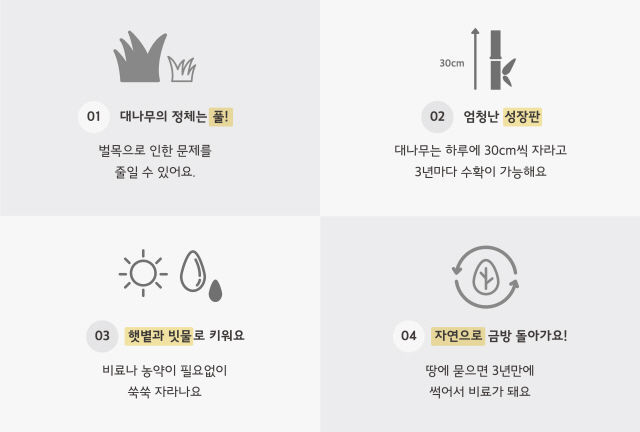 01 대나무의 정체는 풀!
벌목으로 인한 문제를
줄일 수 있어요.
30cm
02 엄청난 성장판
대나무는 하루에 30cm씩 자라고
3년마다 수확이 가능해요
03 햇볕과 빗물로 키워요
비료나 농약이 필요없이
쑥쑥 자라나요
04 자연으로 금방 돌아가요!
땅에 묻으면 3년만에
썩어서 비료가 돼요